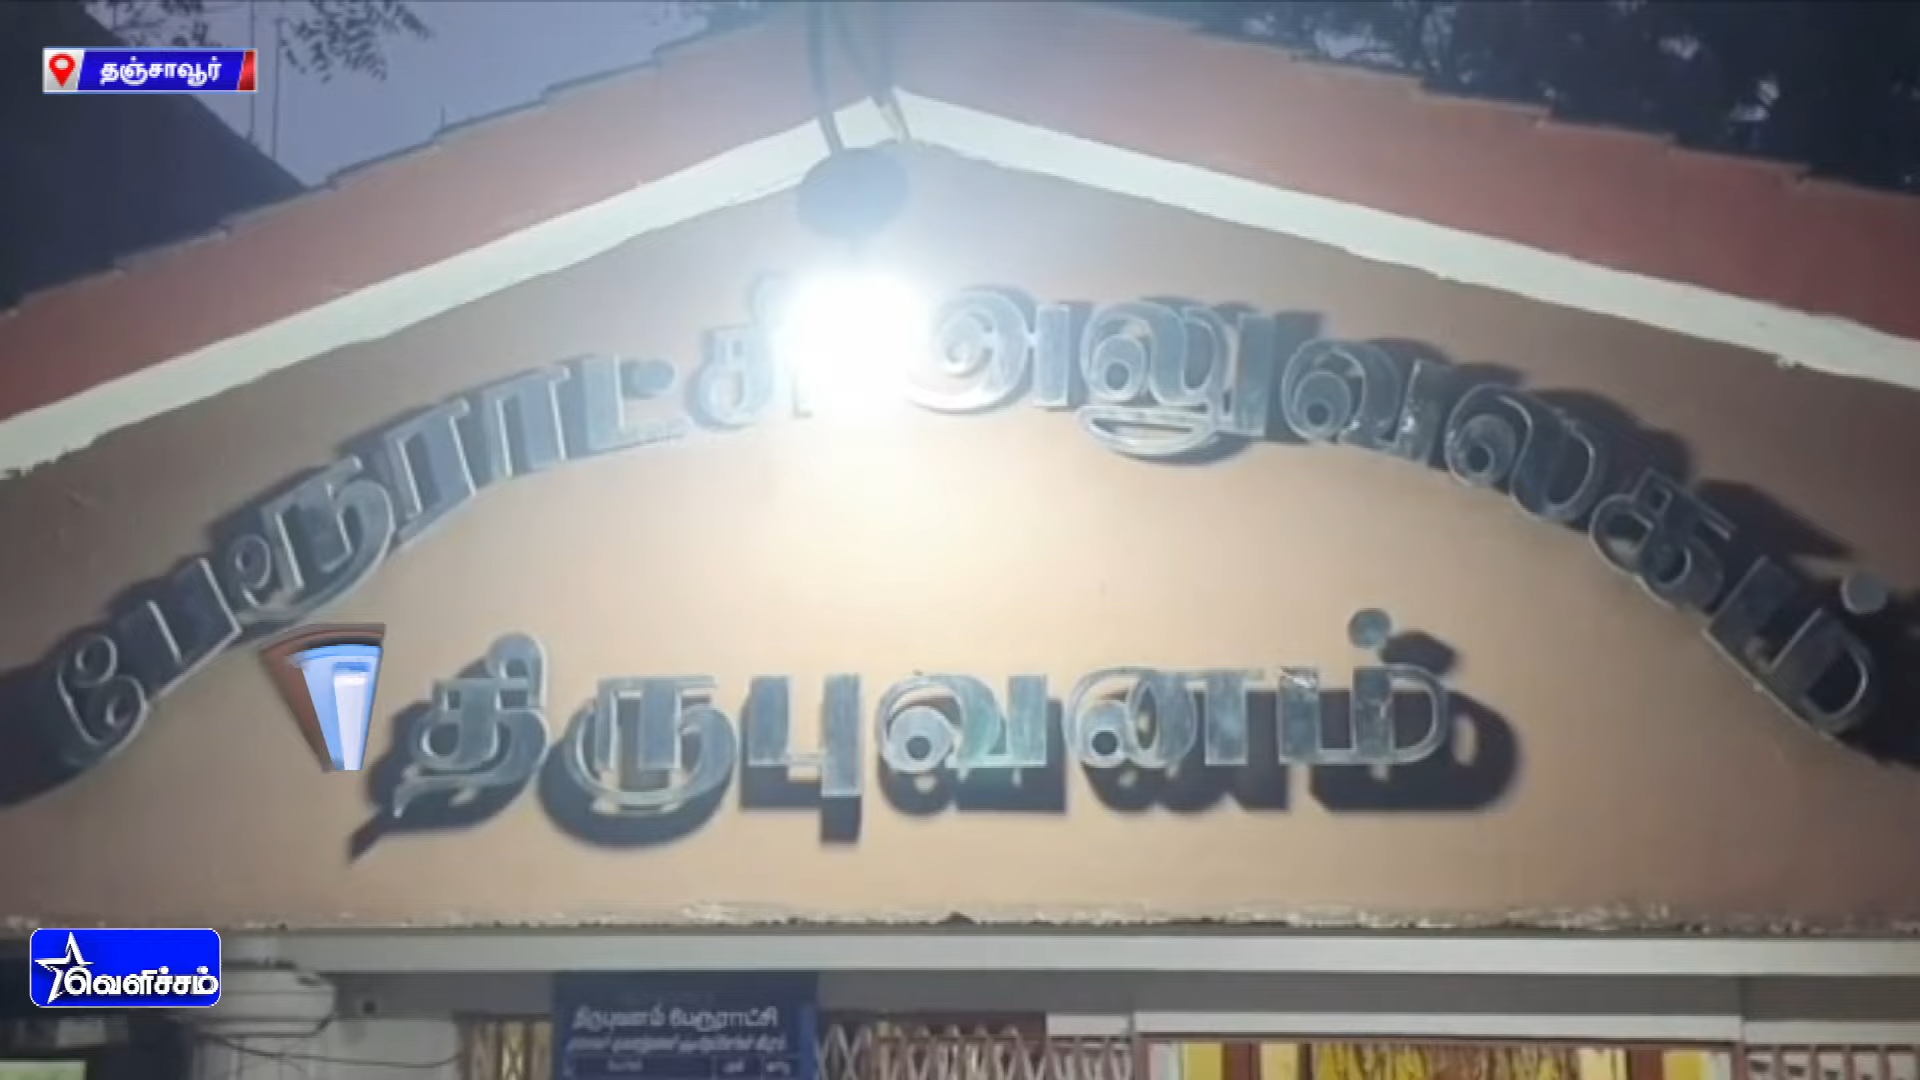 தஞ்சாவூர்
பேரூராட்சி அலுவலகம்
திருபுவனம்
வெளிச்சம்
திருபுவனம் பேரூராட்சி